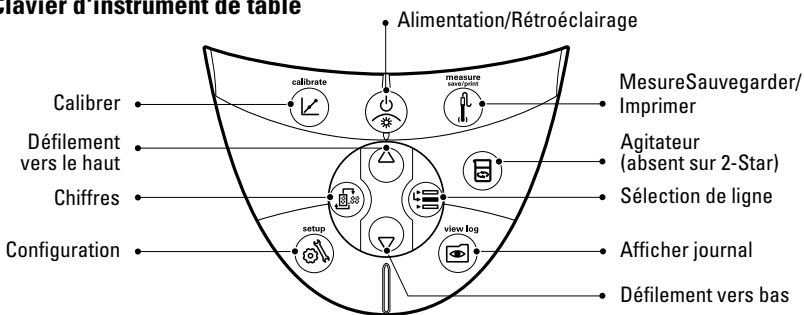 Clavier d'instrument de table
Alimentation/Rétroéclairage
calibrate
measure
save/print
Calibrer
MesureSauvegarder/
Imprimer
Défilement
vers le haut
Agitateur
(absent sur 2-Star)
Chiffres
Sélection de ligne
setup
view log
Configuration
Afficher journal
Défilement vers bas